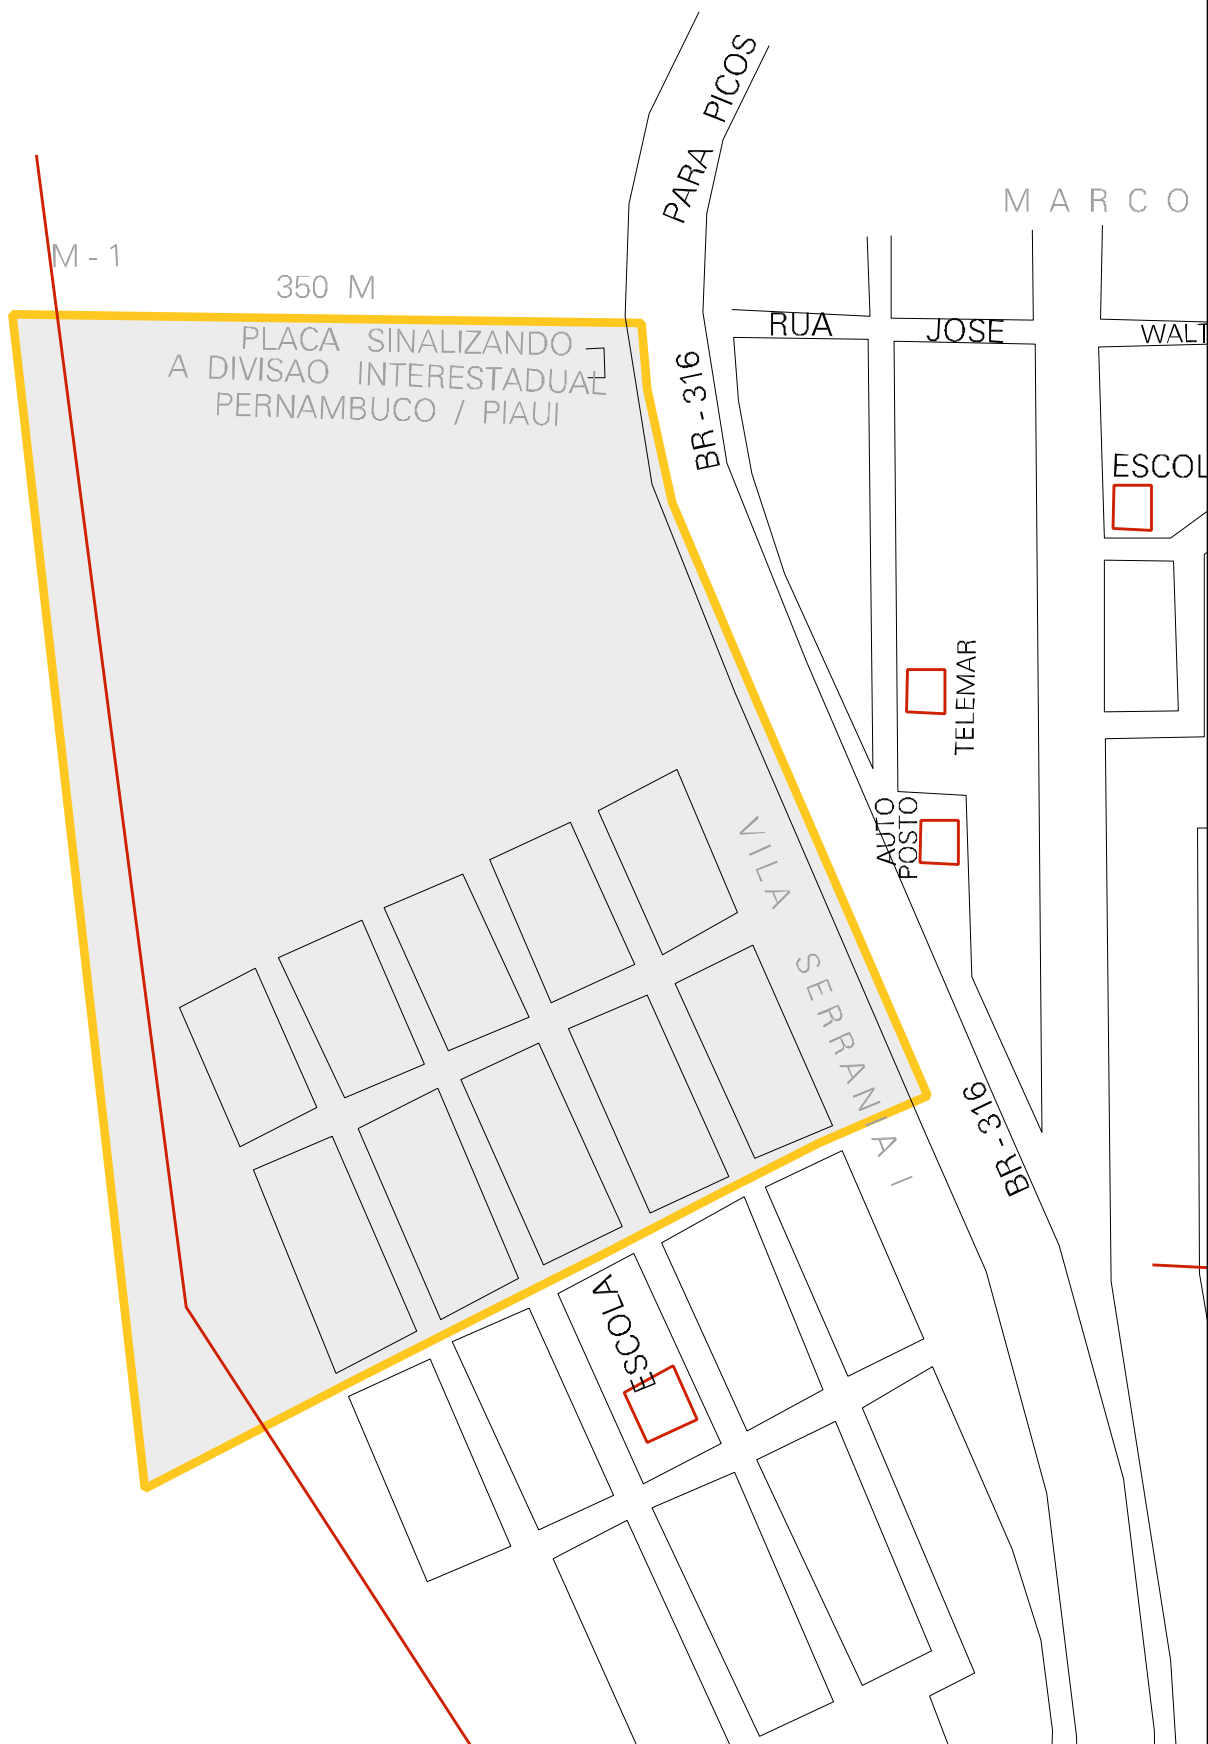 PARA PICOS
MARCO
M - 1
350 M
PLACA SINALIZANDO
A DIVISAO INTERESTADUAL
PERNAMBUCO / PIAUI
RUA JOSE WALT
BR - 316
ESCOL
TELEMAR
AUTO
POSTO
VILA SERRANIA I
BR - 316
ESCOLA